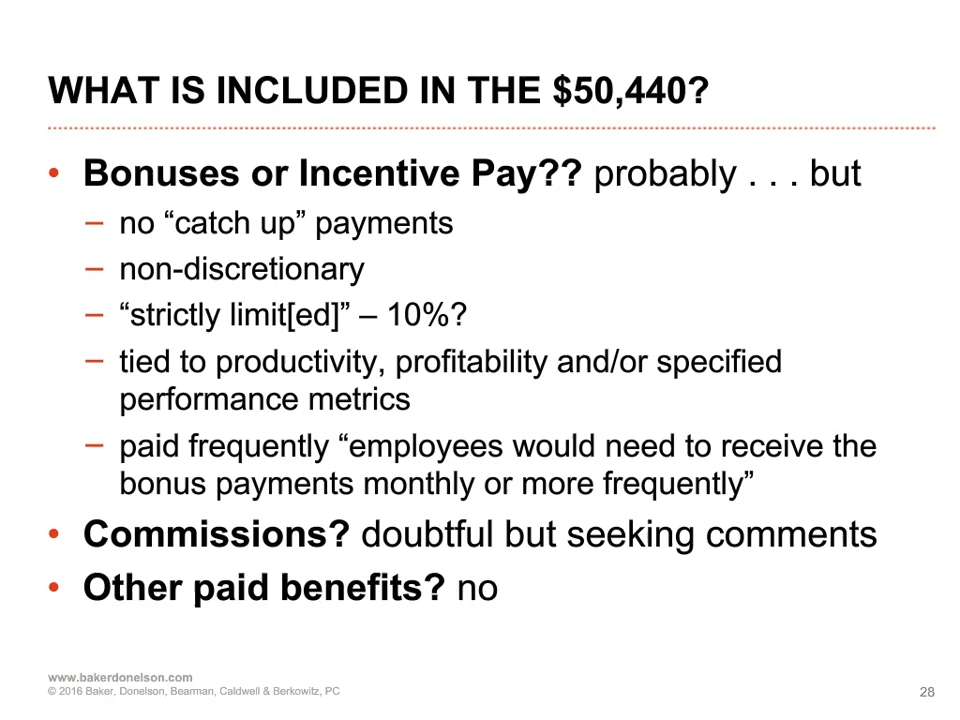 WHAT IS INCLUDED IN THE $50,440?
• Bonuses or Incentive Pay?? probably . . . but
– no “catch up” payments
– non-discretionary
– “strictly limit[ed]” – 10%?
– tied to productivity, profitability and/or specified
performance metrics
– paid frequently “employees would need to receive the
bonus payments monthly or more frequently”
• Commissions? doubtful but seeking comments
• Other paid benefits? no
www.bakerdonelson.com
© 2016 Baker, Donelson, Bearman, Caldwell & Berkowitz, PC
28